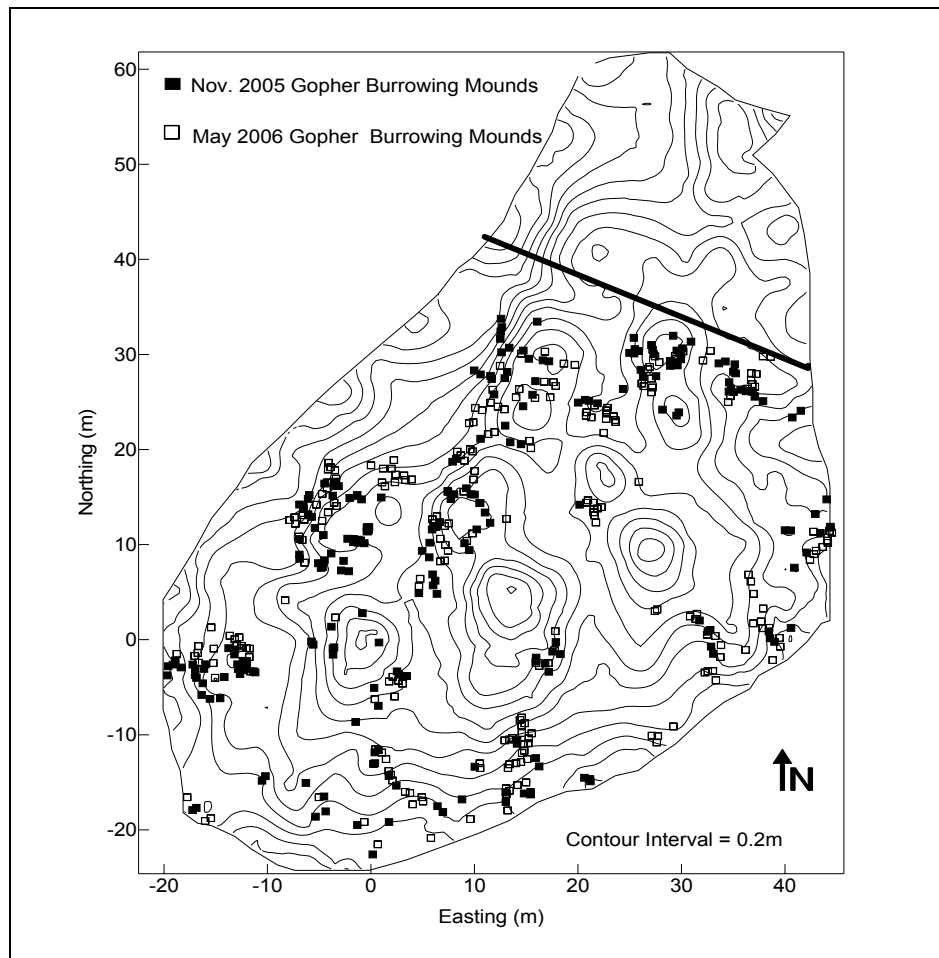 60
Nov. 2005 Gopher Burrowing Mounds
May 2006 Gopher Burrowing Mounds
50
40
30
20
10
0
-10
-20
Northing (m)
N
Contour Interval = 0.2m
-20 -10 0 10 20 30 40
Easting (m)